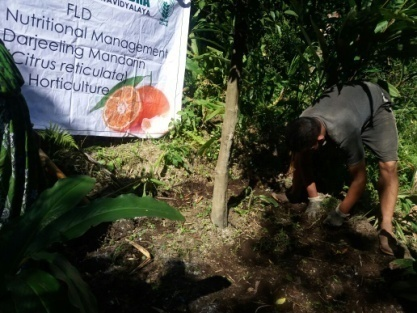 VIDYALAYA
FLD
Nutritional Management
Darjeeling Mandarin
Citrus reticulata)
Horticulture